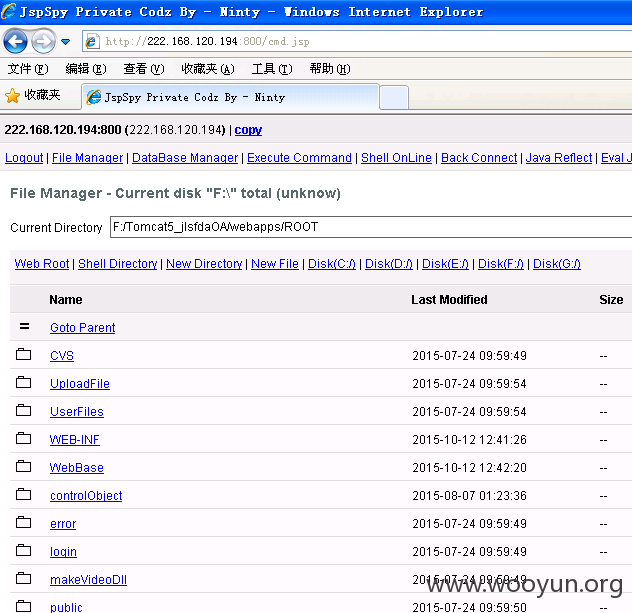 JspSpy Private Codz By - Ninty - Windows Internet Explorer
http://222.168.120.194:800/cmd.jsp
文件(F) 编辑(E) 查看(V) 收藏夹(A) 工具(T) 帮助(H)
收藏夹 JspSpy Private Codz By - Ninty
222.168.120.194:800 (222.168.120.194) | copy
Logout | File Manager | DataBase Manager | Execute Command | Shell OnLine | Back Connect | Java Reflect | Eval J
File Manager - Current disk "F:\" total (unknow)
Current Directory F:/Tomcat5_jlsfdaOA/webapps/ROOT
Web Root | Shell Directory | New Directory | New File | Disk(C:/) | Disk(D:/) | Disk(E:/) | Disk(F:/) | Disk(G:/)
Name Last Modified Size
= Goto Parent
CVS 2015-07-24 09:59:49 --
UploadFile 2015-07-24 09:59:54 --
UserFiles 2015-07-24 09:59:54 --
WEB-INF 2015-10-12 12:41:26 --
WebBase 2015-10-12 12:42:20 --
controlObject 2015-08-07 01:23:36 --
error 2015-07-24 09:59:49 --
login 2015-07-24 09:59:49 --
makeVideoDll 2015-07-24 09:59:49 --
www.wooyun.org
public 2015-07-24 09:59:50 --